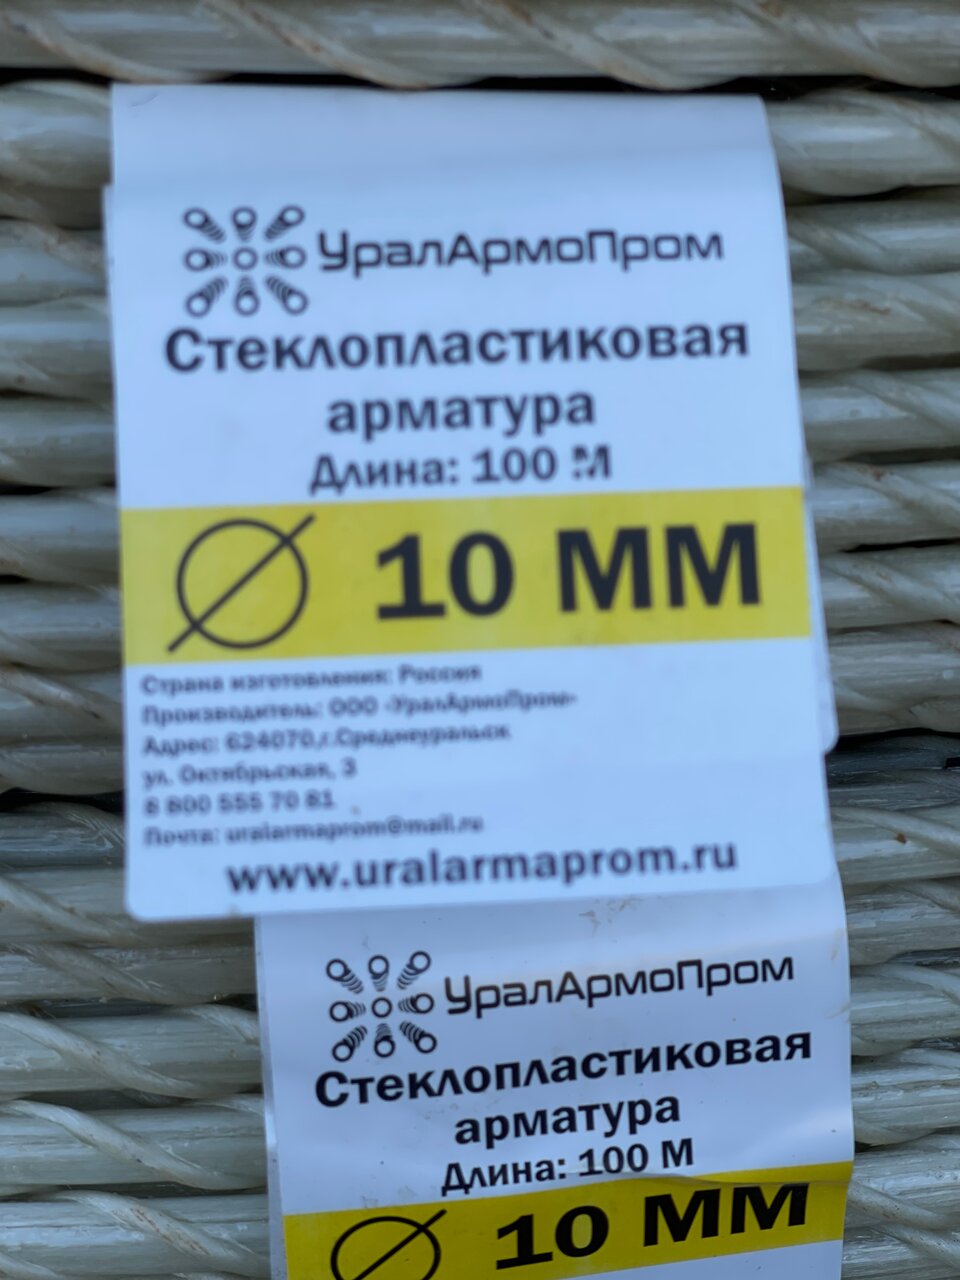 УралАрмоПром
Стеклопластиковая
арматура
Длина: 100 М
Ø 10 ММ
Страна изготовления: Россия
Производитель: ООО «УралАрмоПром»
Адрес: 624070,г.Среднеуральск
ул. Октябрьская, 3
8 800 555 70 81
Почта: uralarmaprom@mail.ru
www.uralarmaprom.ru
УралАрмоПром
Стеклопластиковая
арматура
Длина: 100 М
Ø 10 ММ